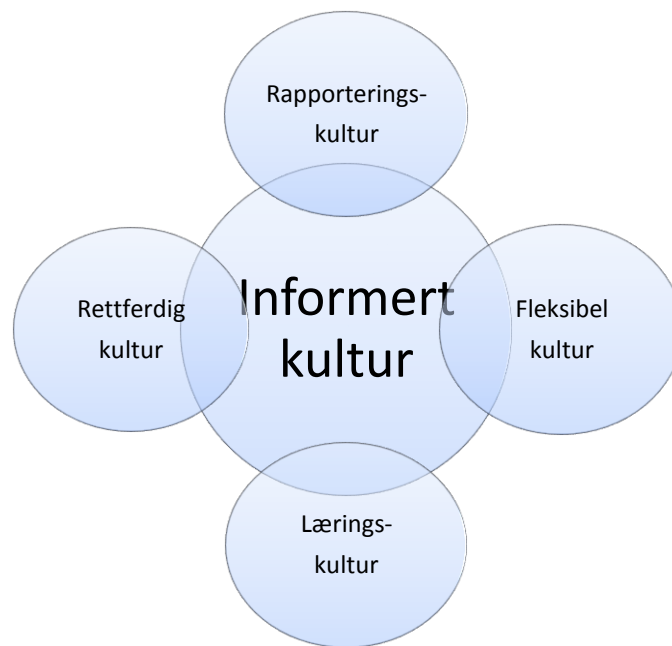 Rapporterings-
kultur
Informert
kultur
Rettferdig
kultur
Fleksibel
kultur
Lærings-
kultur